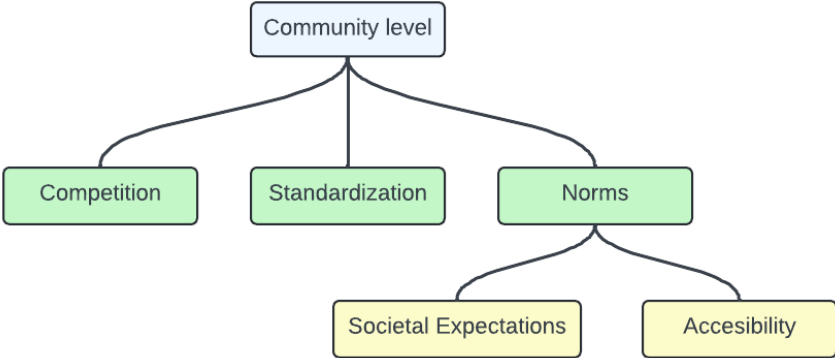 Community level
Competition
Standardization
Norms
Societal Expectations
Accesibility